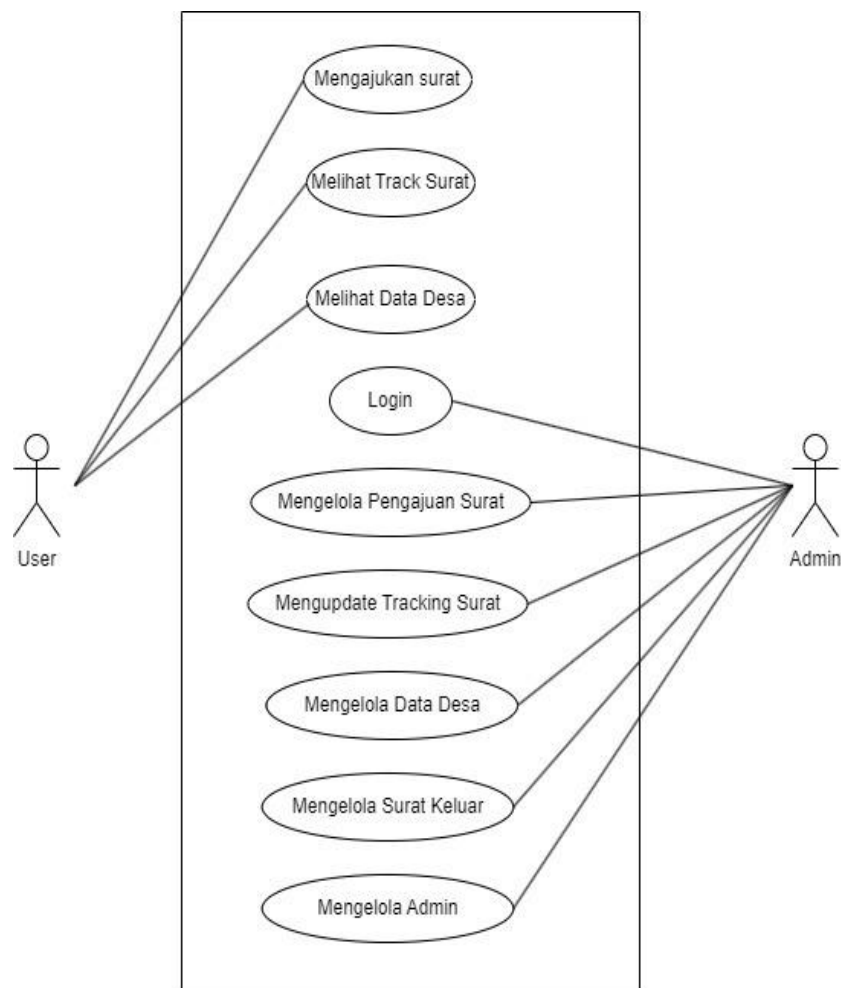 Mengajukan surat
Melihat Track Surat
Melihat Data Desa
Login
Mengelola Pengajuan Surat
User
Admin
Mengupdate Tracking Surat
Mengelola Data Desa
Mengelola Surat Keluar
Mengelola Admin